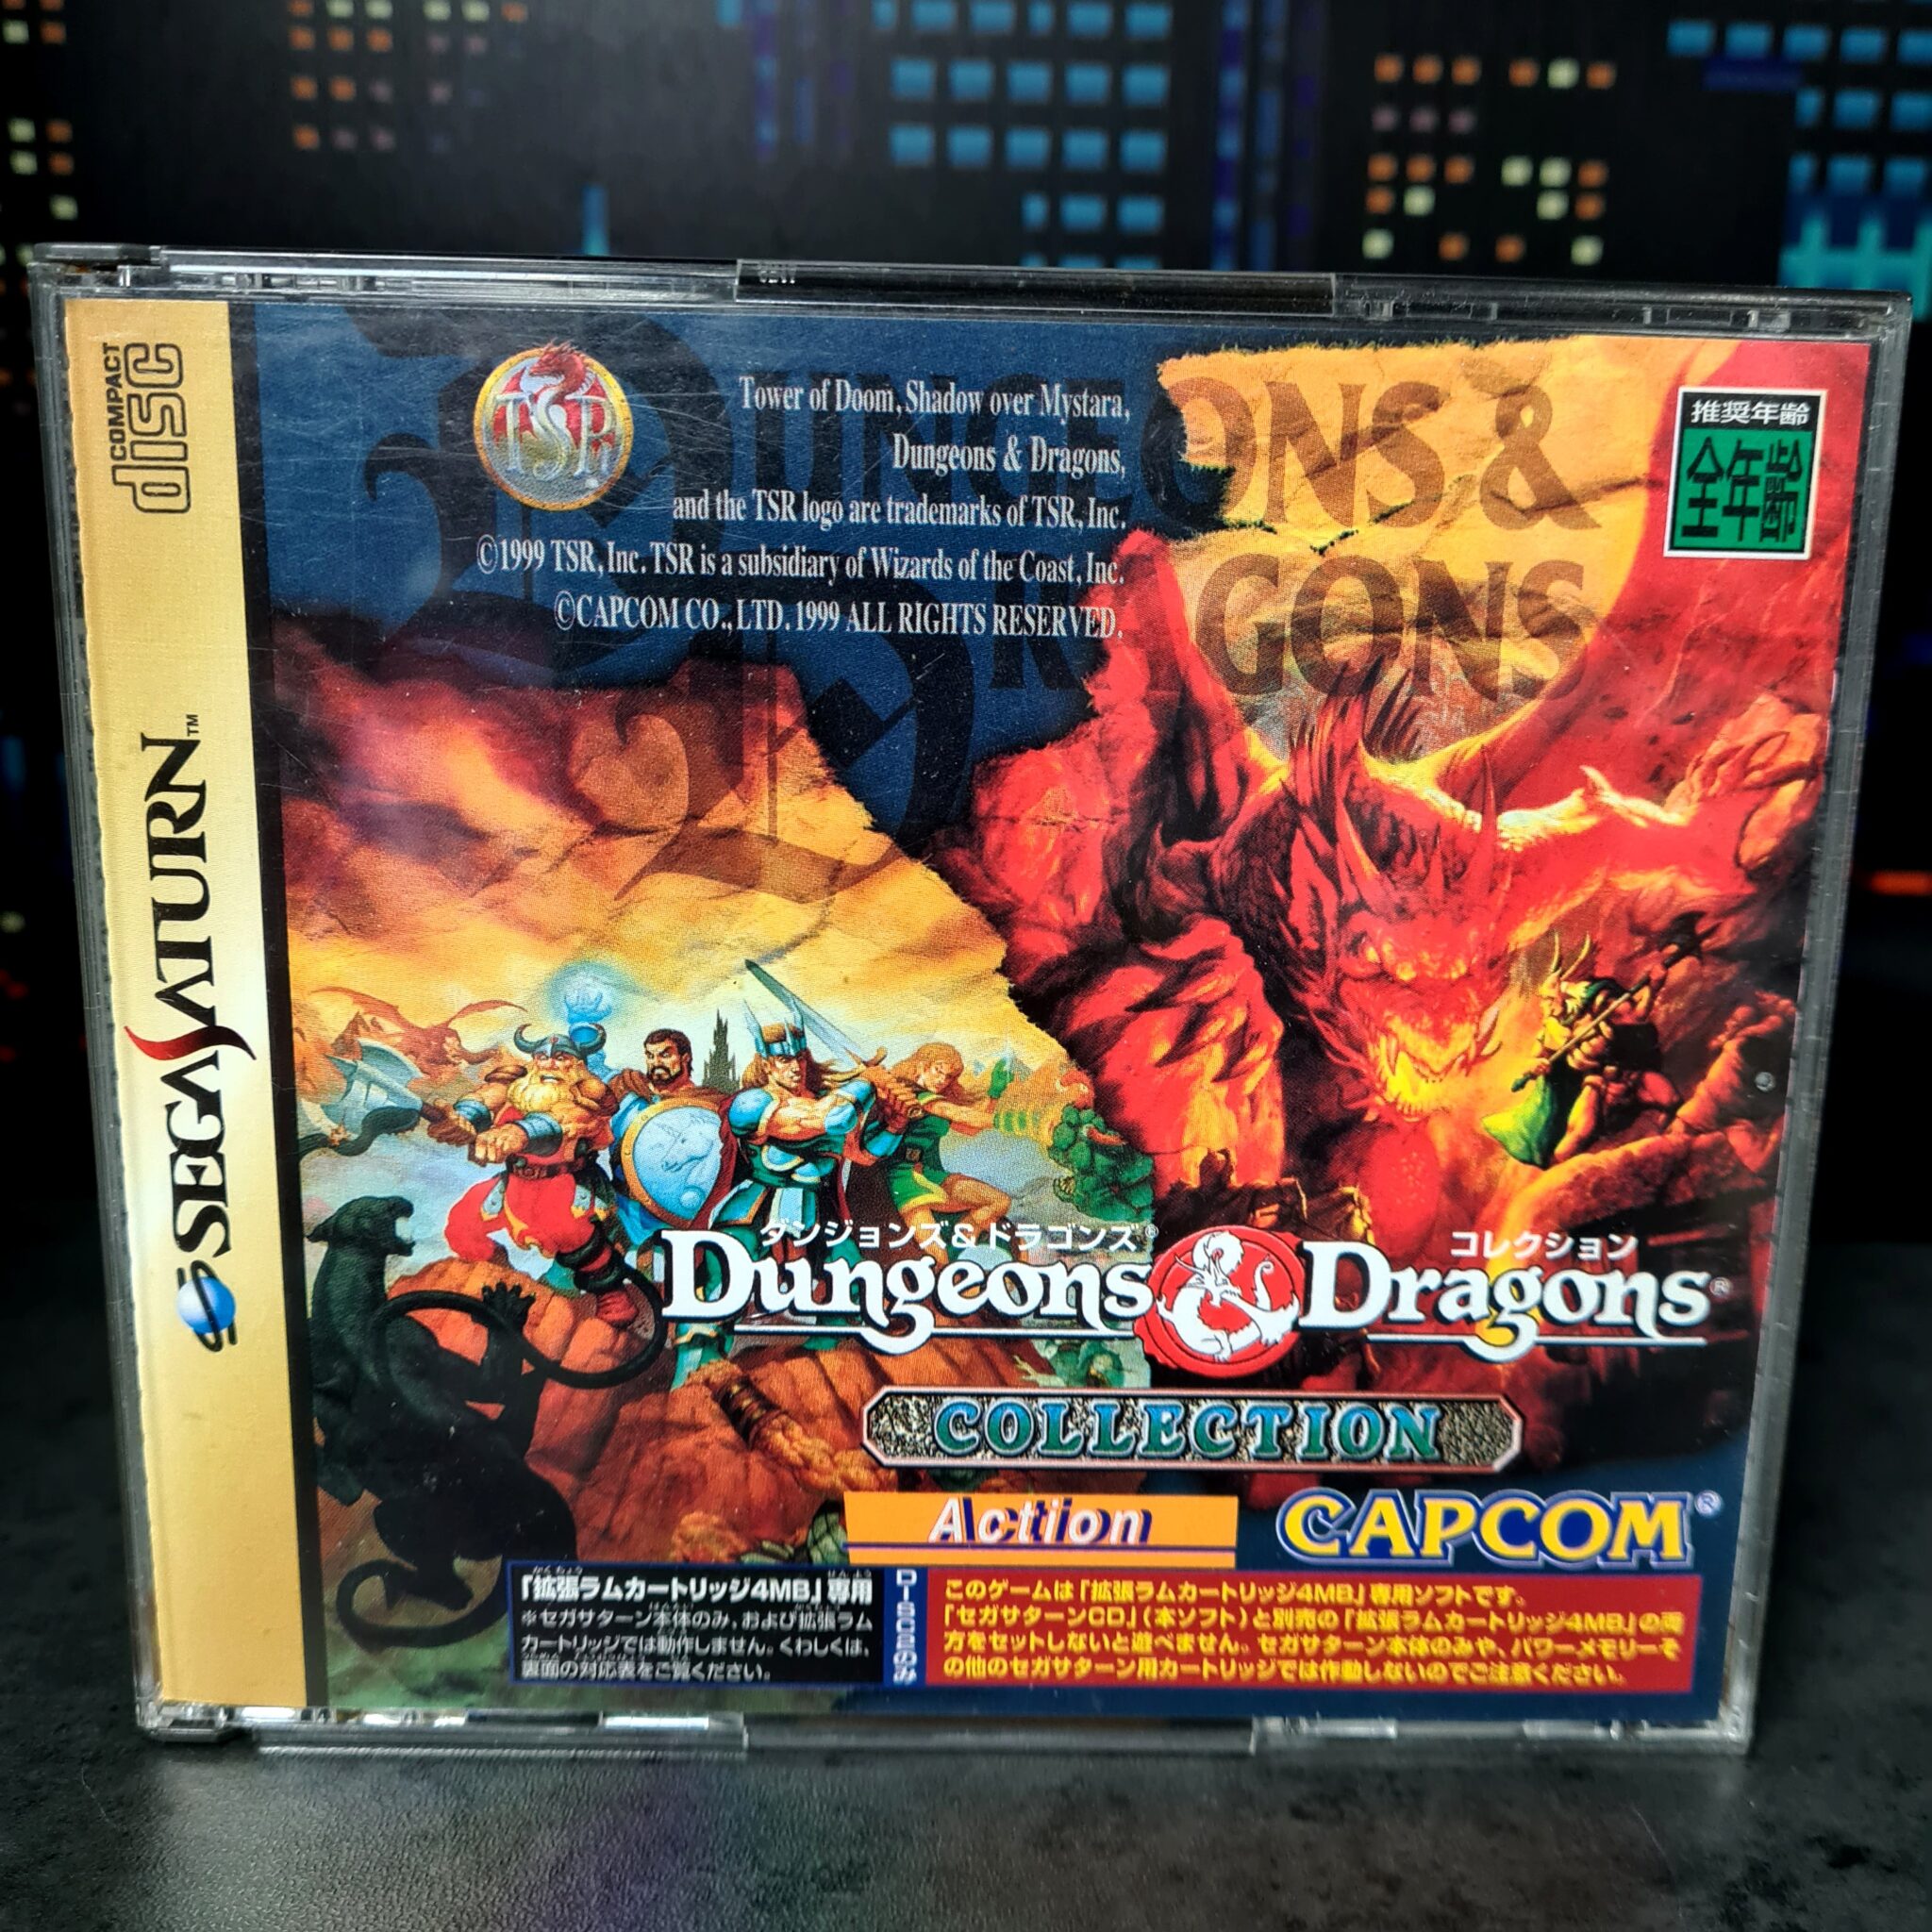 COMPACT
disc
SEGA SATURN™
TSR
Tower of Doom, Shadow over Mystara,
Dungeons & Dragons,
and the TSR logo are trademarks of TSR, Inc.
©1999 TSR, Inc. TSR is a subsidiary of Wizards of the Coast, Inc.
©CAPCOM CO., LTD. 1999 ALL RIGHTS RESERVED.
DUNGEONS &
DRAGONS
推奨年齢
全年齢
ダンジョンズ&ドラゴンズ® コレクション
Dungeons & Dragons®
COLLECTION
Action
CAPCOM®
かくちょう せんよう
「拡張ラムカートリッジ4MB」専用
※セガサターン本体のみ、および拡張ラム
カートリッジでは動作しません。くわしくは、
裏面の対応表をご覧ください。
DISC2のみ
このゲームは「拡張ラムカートリッジ4MB」専用ソフトです。
「セガサターンCD」(本ソフト)と別売の「拡張ラムカートリッジ4MB」の両
方をセットしないと遊べません。セガサターン本体のみや、パワーメモリーそ
の他のセガサターン用カートリッジでは作動しないのでご注意ください。